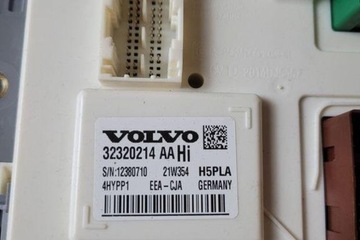 VOLVO
32320214 AA Hi
S/N:12380710 21W354 H5PLA
4HYPP1 EEA-CJA GERMANY